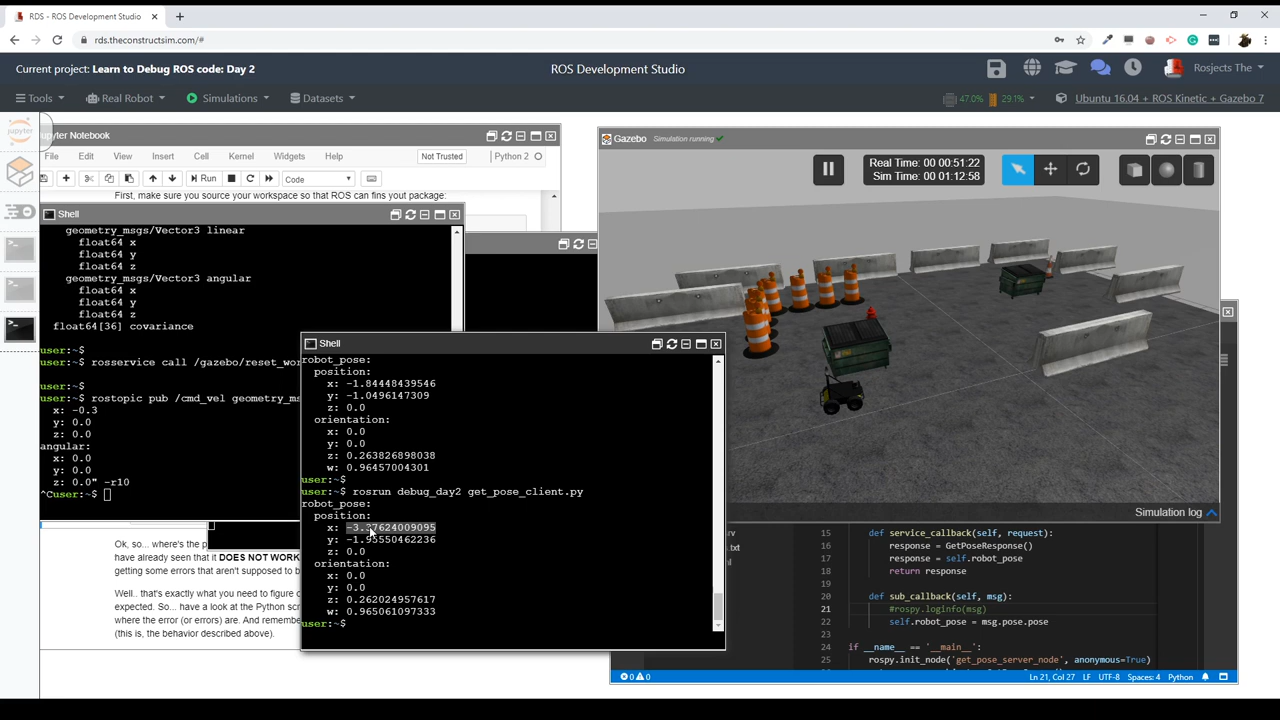 RDS - ROS Development Studio
rds.theconstructsim.com/#
Current project: Learn to Debug ROS code: Day 2
ROS Development Studio
Rosjects The
Tools
Real Robot
Simulations
Datasets
47.0%
29.1%
Ubuntu 16.04 + ROS Kinetic + Gazebo 7
jupyter
Jupyter Notebook
File Edit View Insert Cell Kernel Widgets Help
Not Trusted
Python 2
Run
Code
First, make sure you source your workspace so that ROS can fins yout package:
Shell
geometry_msgs/Vector3 linear
float64 x
float64 y
float64 z
geometry_msgs/Vector3 angular
float64 x
float64 y
float64 z
float64[36] covariance
user:~$
user:~$ rosservice call /gazebo/reset_wo
user:~$
user:~$ rostopic pub /cmd_vel geometry_ms
x: -0.3
y: 0.0
z: 0.0
angular:
x: 0.0
y: 0.0
z: 0.0" -r10
^Cuser:~$
Ok, so... where's the p
have already seen that it DOES NOT WORK
getting some errors that aren't supposed to b
Well.. that's exactly what you need to figure o
expected. So... have a look at the Python scr
where the error (or errors) are. And remembe
(this is, the behavior described above).
Shell
robot_pose:
position:
x: -1.84448439546
y: -1.0496147309
z: 0.0
orientation:
x: 0.0
y: 0.0
z: 0.263826898038
w: 0.96457004301
user:~$
user:~$ rosrun debug_day2 get_pose_client.py
robot_pose:
position:
x: -3.37624009095
y: -1.95550462236
z: 0.0
orientation:
x: 0.0
y: 0.0
z: 0.262024957617
w: 0.965061097333
user:~$
Gazebo Simulation running
Real Time: 00 00:51:22
Sim Time: 00 01:12:58
Simulation log
rv
.txt
15 def service_callback(self, request):
16 response = GetPoseResponse()
17 response = self.robot_pose
18 return response
19
20 def sub_callback(self, msg):
21 #rospy.loginfo(msg)
22 self.robot_pose = msg.pose.pose
23
24 if __name__ == '__main__':
25 rospy.init_node('get_pose_server_node', anonymous=True)
0 0
Ln 21, Col 27 LF UTF-8 Spaces: 4 Python